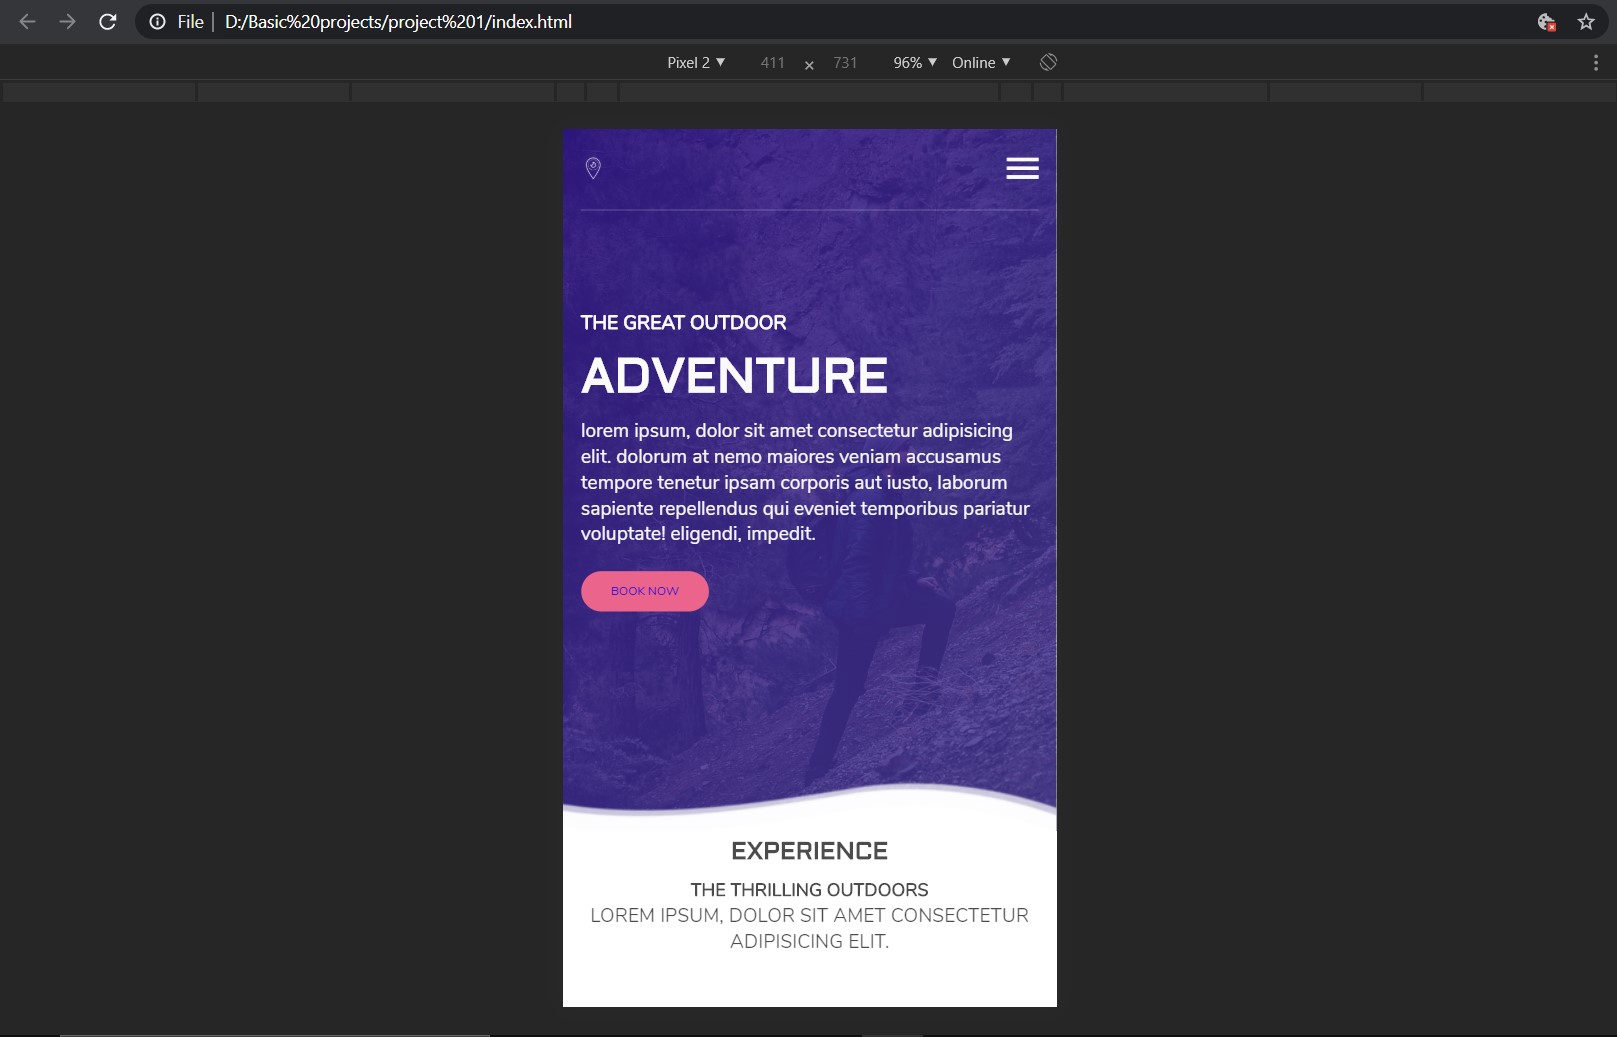 File | D:/Basic%20projects/project%201/index.html
Pixel 2 ▼ 411 × 731 96% ▼ Online ▼
THE GREAT OUTDOOR
ADVENTURE
lorem ipsum, dolor sit amet consectetur adipisicing
elit. dolorum at nemo maiores veniam accusamus
tempore tenetur ipsam corporis aut iusto, laborum
sapiente repellendus qui eveniet temporibus pariatur
voluptate! eligendi, impedit.
BOOK NOW
EXPERIENCE
THE THRILLING OUTDOORS
LOREM IPSUM, DOLOR SIT AMET CONSECTETUR
ADIPISICING ELIT.